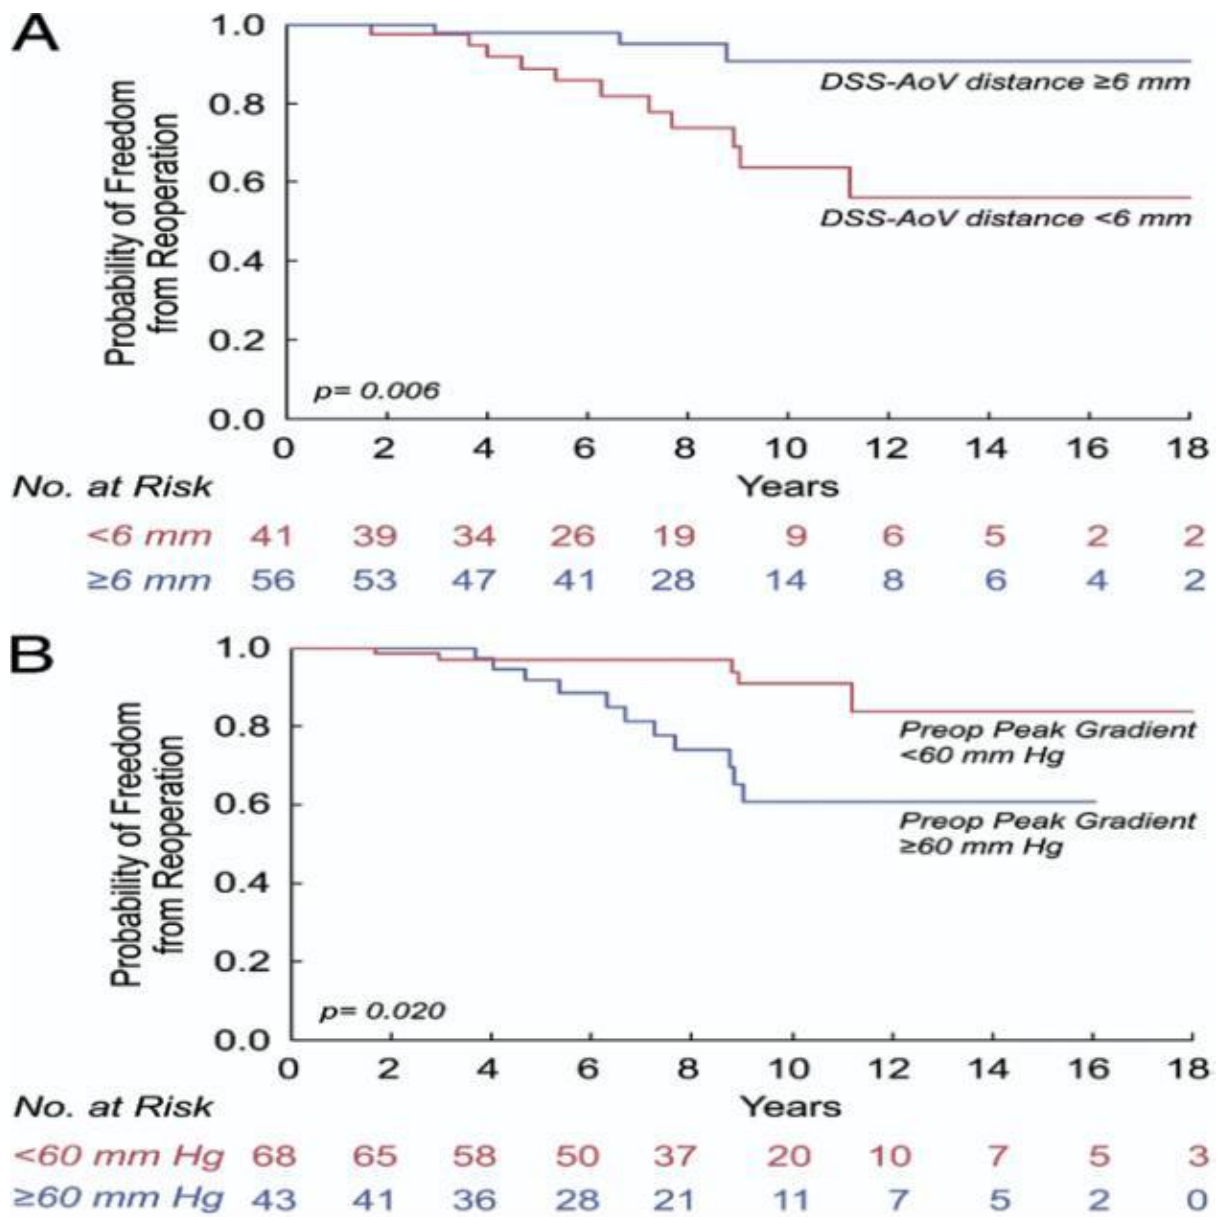 A
Probability of Freedom
from Reoperation
1.0
0.8
0.6
0.4
0.2
0.0
DSS-AoV distance ≥6 mm
DSS-AoV distance <6 mm
p= 0.006
0 2 4 6 8 10 12 14 16 18
No. at Risk
Years
<6 mm 41 39 34 26 19 9 6 5 2 2
≥6 mm 56 53 47 41 28 14 8 6 4 2
B
Probability of Freedom
from Reoperation
1.0
0.8
0.6
0.4
0.2
0.0
Preop Peak Gradient
<60 mm Hg
Preop Peak Gradient
≥60 mm Hg
p= 0.020
0 2 4 6 8 10 12 14 16 18
No. at Risk
Years
<60 mm Hg 68 65 58 50 37 20 10 7 5 3
≥60 mm Hg 43 41 36 28 21 11 7 5 2 0